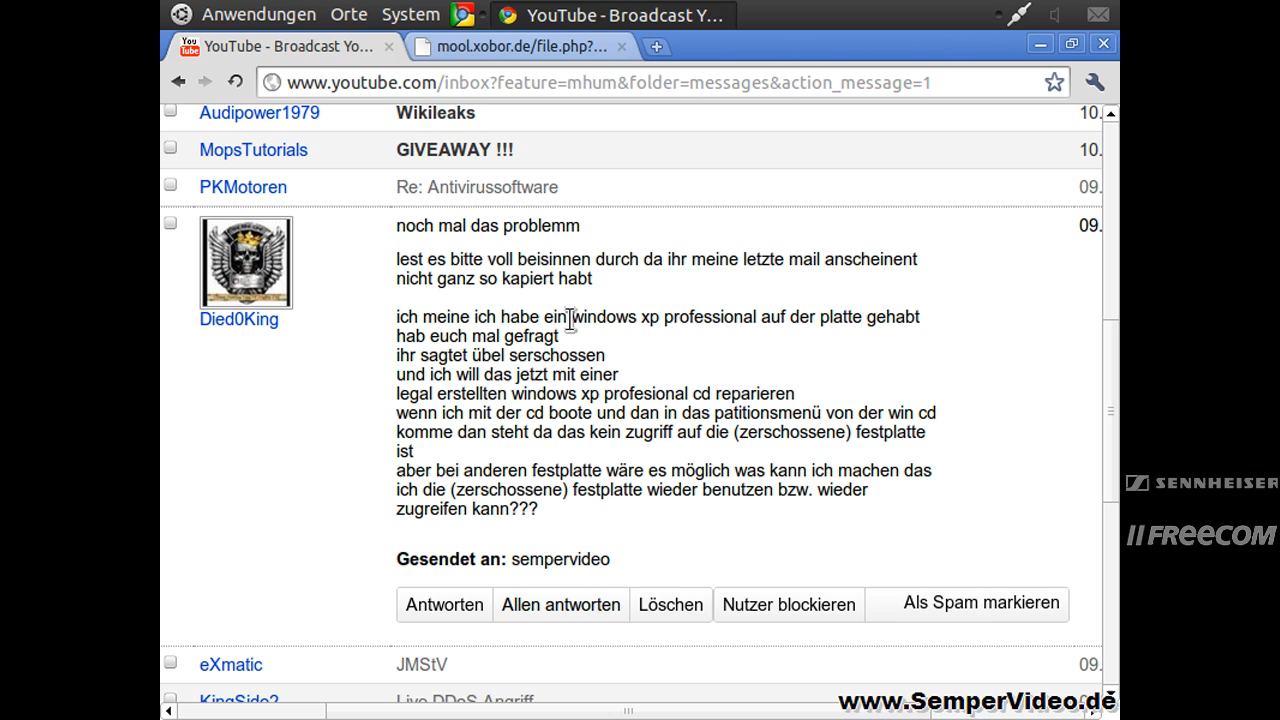 Anwendungen Orte System YouTube - Broadcast Y...
You Tube YouTube - Broadcast Yo... mool.xobor.de/file.php?...
www.youtube.com/inbox?feature=mhum&folder=messages&action_message=1
Audipower1979 Wikileaks 10.
MopsTutorials GIVEAWAY !!! 10.
PKMotoren Re: Antivirussoftware 09.
noch mal das problemm 09.
lest es bitte voll beisinnen durch da ihr meine letzte mail anscheinent
nicht ganz so kapiert habt
Died0King
ich meine ich habe ein windows xp professional auf der platte gehabt
hab euch mal gefragt
ihr sagtet übel serschossen
und ich will das jetzt mit einer
legal erstellten windows xp profesional cd reparieren
wenn ich mit der cd boote und dan in das patitionsmenü von der win cd
komme dan steht da das kein zugriff auf die (zerschossene) festplatte
ist
aber bei anderen festplatte wäre es möglich was kann ich machen das
ich die (zerschossene) festplatte wieder benutzen bzw. wieder
zugreifen kann???
Gesendet an: sempervideo
Antworten Allen antworten Löschen Nutzer blockieren Als Spam markieren
eXmatic JMStV 09.
KingSide2 Live DDoS Angriff
www.SemperVideo.de
SENNHEISER
FREECOM